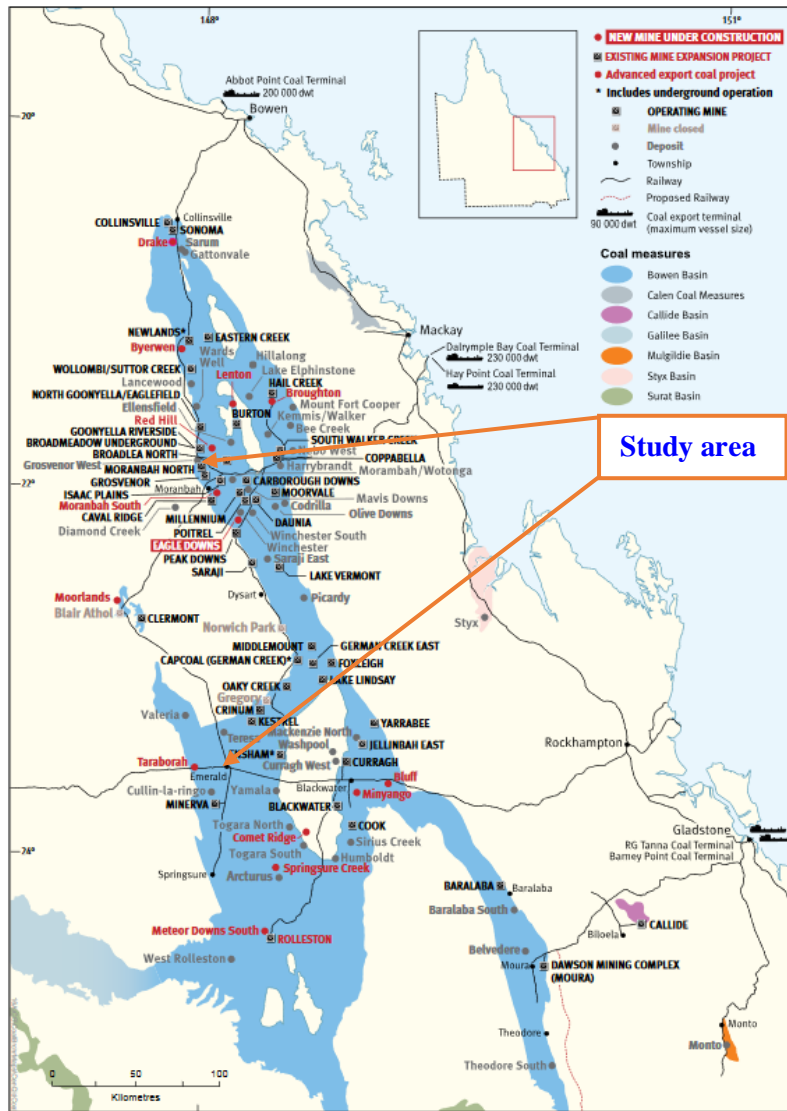 148°
151°
20°
22°
24°
Abbot Point Coal Terminal
200 000 dwt
Bowen
NEW MINE UNDER CONSTRUCTION
EXISTING MINE EXPANSION PROJECT
Advanced export coal project
* Includes underground operation
OPERATING MINE
Mine closed
Deposit
Township
Railway
Proposed Railway
Coal export terminal
90 000 dwt
(maximum vessel size)
Coal measures
Bowen Basin
Calen Coal Measures
Callide Basin
Galilee Basin
Mulgildie Basin
Styx Basin
Surat Basin
Study area
Collinsville
COLLINSVILLE
SONOMA
Drake
Sarum
Gattonvale
Mackay
Dalrymple Bay Coal Terminal
230 000 dwt
Hay Point Coal Terminal
230 000 dwt
NEWLANDS*
EASTERN CREEK
Byerwen
Wards
Well
Hillalong
WOLLOMBI/SUTTOR CREEK
Lake Elphinstone
Lancewood
Lenton
HAIL CREEK
NORTH GOONYELLA/EAGLEFIELD
Broughton
Ellensfield
Mount Fort Cooper
BURTON
Kemmis/Walker
Red Hill
Bee Creek
GOONYELLA RIVERSIDE
SOUTH WALKER CREEK
BROADMEADOW UNDERGROUND
Nebo West
BROADLEA NORTH
COPPABELLA
Grosvenor West
Harrybrandt
MORANBAH NORTH
Morambah/Wotonga
GROSVENOR
CARBOROUGH DOWNS
Moranbah
ISAAC PLAINS
MOORVALE
Mavis Downs
Moranbah South
Codrilla
Olive Downs
CAVAL RIDGE
MILLENNIUM
DAUNIA
Diamond Creek
POITREL
Winchester South
EAGLE DOWNS
Winchester
PEAK DOWNS
Saraji East
SARAJI
LAKE VERMONT
Dysart
Picardy
Moorlands
Blair Athol
CLERMONT
Norwich Park
Styx
MIDDLEMOUNT
GERMAN CREEK EAST
CAPCOAL (GERMAN CREEK)*
FOXLEIGH
LAKE LINDSAY
OAKY CREEK
Gregory
CRINUM
Valeria
KESTREL
YARRABEE
Teresa
Mackenzie North
Washpool
JELLINBAH EAST
ENSHAM*
Curragh West
CURRAGH
Rockhampton
Taraborah
Emerald
Bluff
Blackwater
Cullin-la-ringo
Yamala
Minyango
MINERVA
BLACKWATER
Gladstone
Togara North
COOK
RG Tanna Coal Terminal
Comet Ridge
Sirius Creek
Barney Point Coal Terminal
Togara South
Humboldt
Springsure
Springsure Creek
Arcturus
BARALABA
Baralaba
Baralaba South
CALLIDE
Biloela
Meteor Downs South
ROLLESTON
West Rolleston
Belvedere
Moura
DAWSON MINING COMPLEX
(MOURA)
Theodore
Monto
Monto
Theodore South
0 50 100
Kilometres